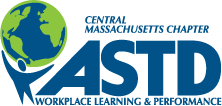 CENTRAL
MASSACHUSETTS CHAPTER
ASTD
WORKPLACE LEARNING & PERFORMANCE